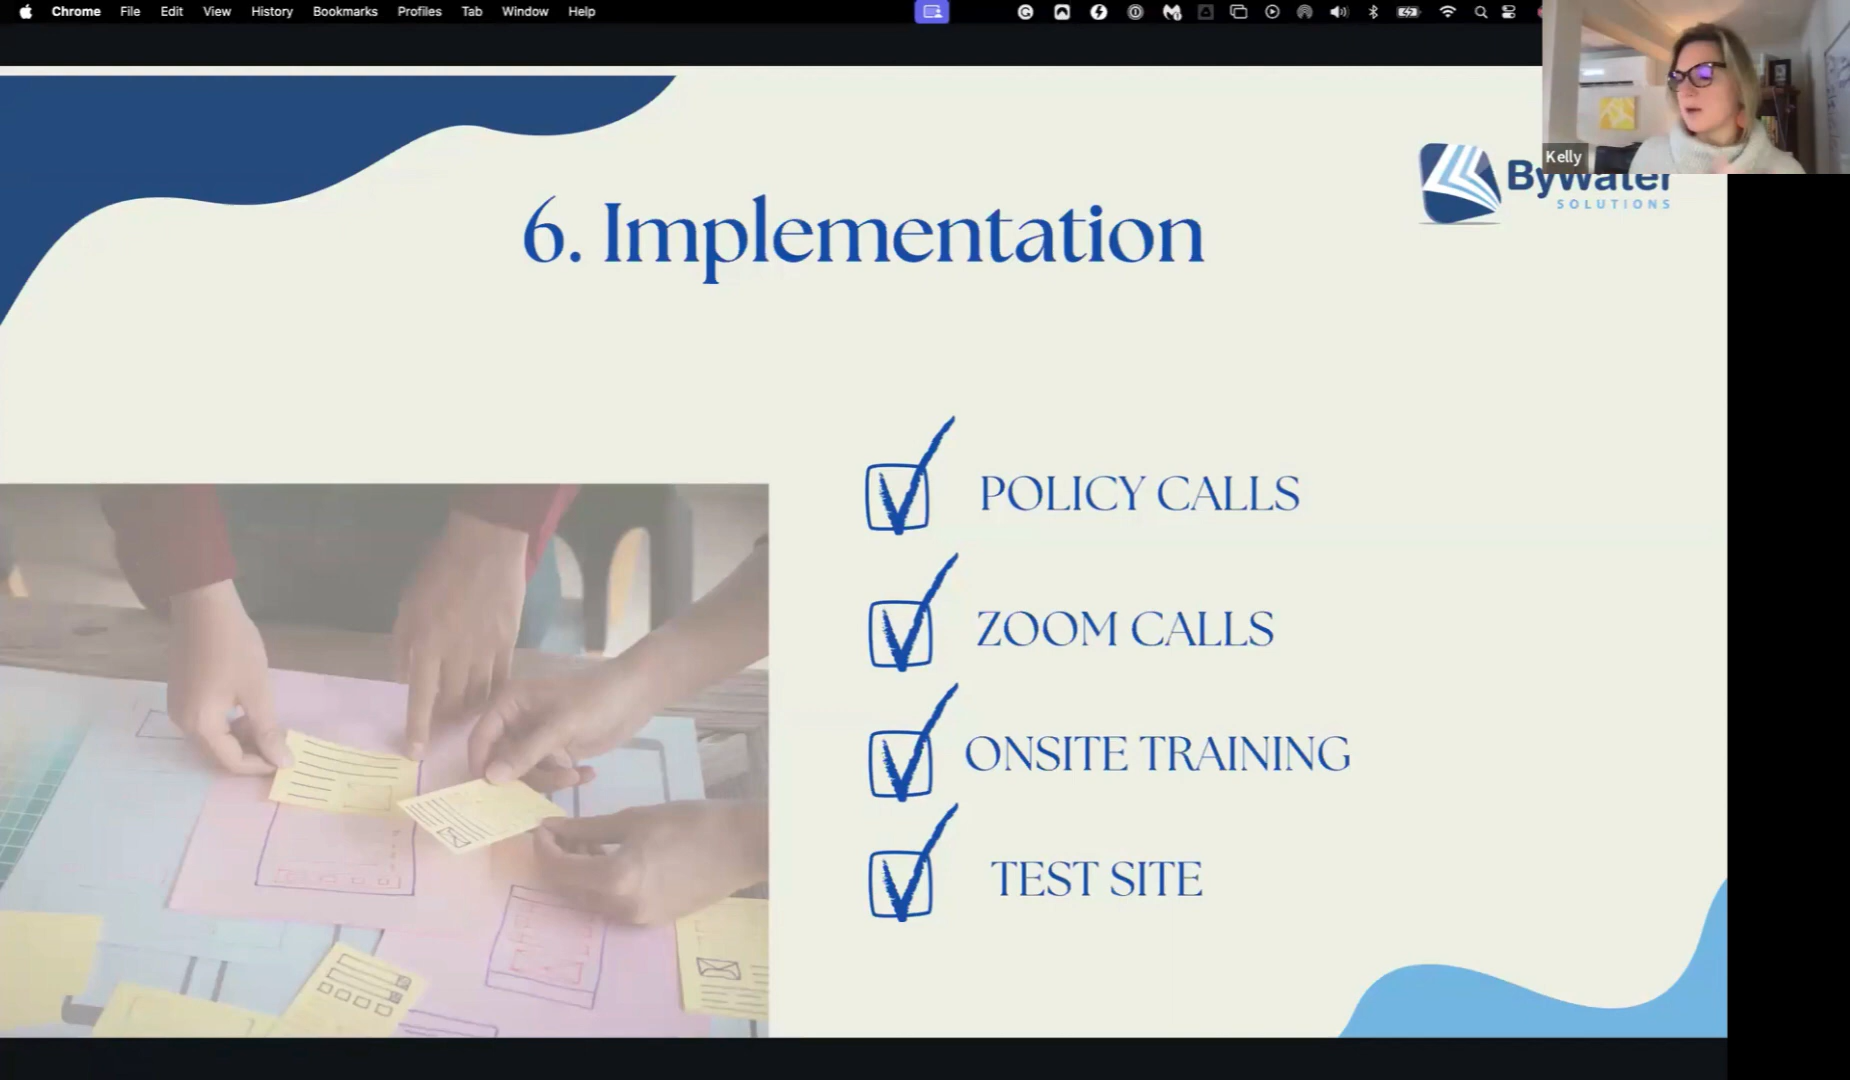 Chrome File Edit View History Bookmarks Profiles Tab Window Help
Kelly
ByWater
SOLUTIONS
6. Implementation
POLICY CALLS
ZOOM CALLS
ONSITE TRAINING
TEST SITE